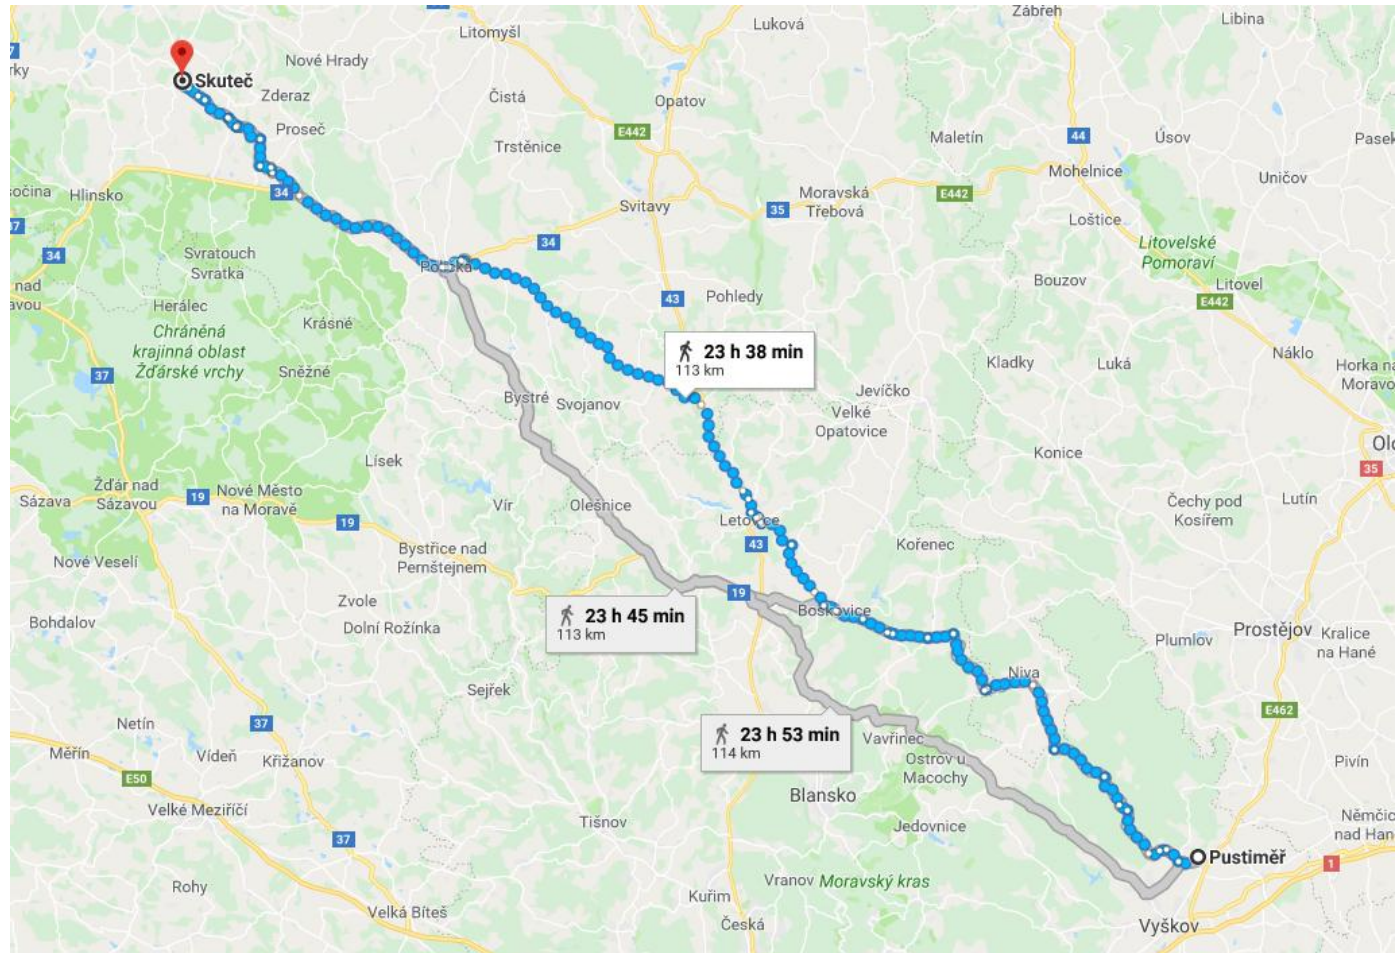 Zábřeh
Libina
Luková
Litomyšl
Nové Hrady
Skuteč
Zderaz
Čistá
Opatov
Proseč
E442
Maletín
44
Úsov
Trstěnice
Mohelnice
Uničov
Hlinsko
34
Svitavy
35
Moravská
Třebová
E442
Loštice
34
34
Svratouch
Svratka
Litovelské
Pomoraví
Bouzov
Litovel
E442
43
Pohledy
Herálec
Krásné
Chráněná
krajinná oblast
Žďárské vrchy
37
Sněžné
23 h 38 min
113 km
Kladky
Luká
Náklo
Horka na
Moravo
Jevíčko
Bystré
Svojanov
Velké
Opatovice
Konice
35
Lísek
Žďár nad
Sázavou
Sázava
19
Nové Město
na Moravě
19
Vír
Olešnice
Letovice
43
Čechy pod
Kosířem
Lutín
Nové Veselí
Bystřice nad
Pernštejnem
Kořenec
Zvole
Dolní Rožínka
Bohdalov
23 h 45 min
113 km
19
Boskovice
Plumlov
Prostějov
Kralice
na Hané
Sejřek
Niva
Netín
37
E462
23 h 53 min
114 km
Vavřinec
Měřín
Vídeň
Křižanov
Ostrov u
Macochy
Pivín
E50
Blansko
Velké Meziříčí
Tišnov
Jedovnice
37
Pustiměř
1
Rohy
Vranov
Moravský kras
Kuřim
Velká Bíteš
Česká
Vyškov